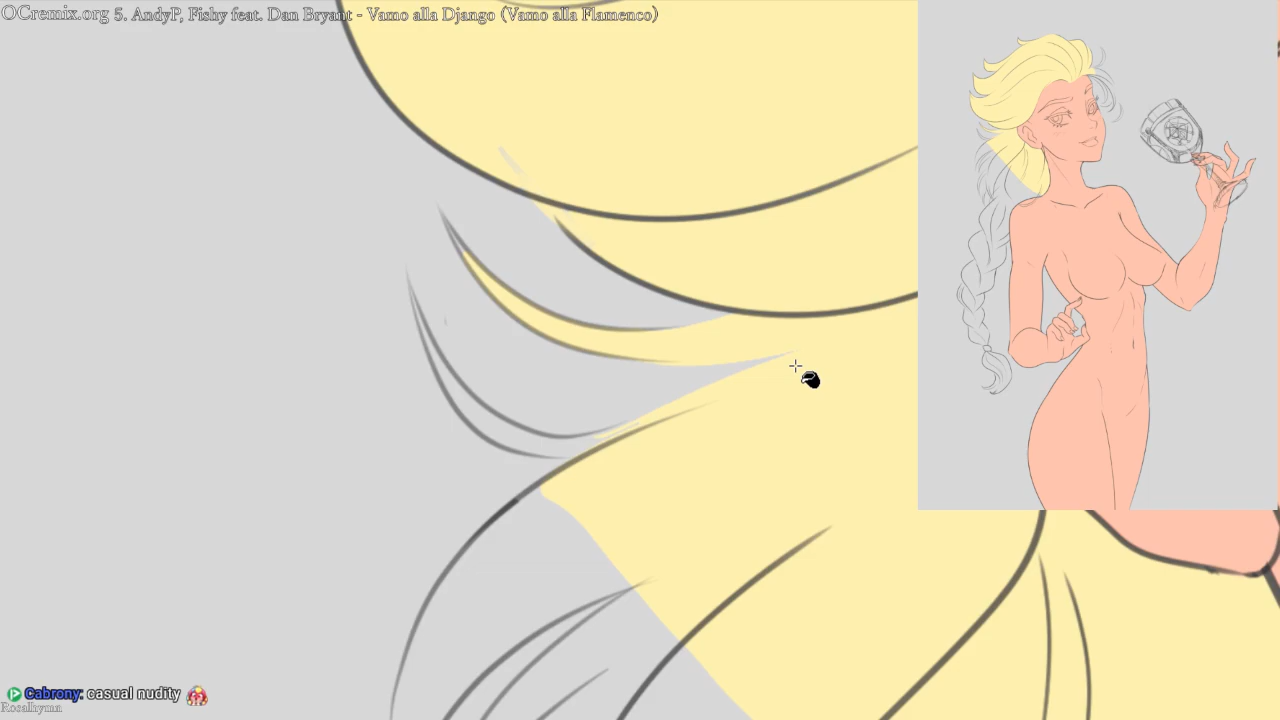 OCremix.org 5. AndyP, Fishy feat. Dan Bryant - Vamo alla Django (Vamo alla Flamenco)
Cabrony: casual nudity
Rosalhymn